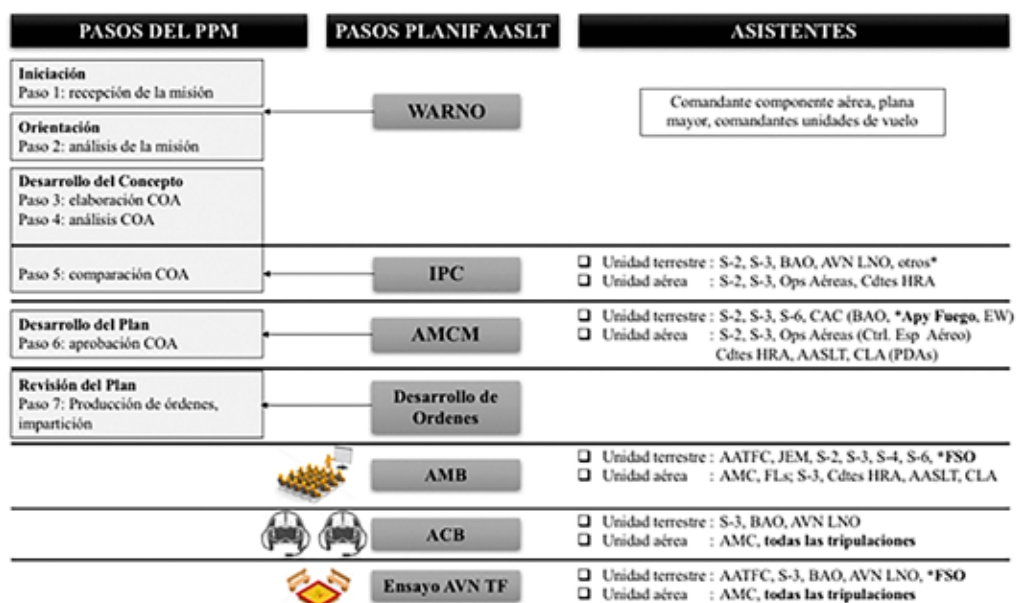 PASOS DEL PPM
PASOS PLANIF AASLT
ASISTENTES
Iniciación
Paso 1: recepción de la misión
WARNO
Comandante componente aérea, plana
mayor, comandantes unidades de vuelo
Orientación
Paso 2: análisis de la misión
Desarrollo del Concepto
Paso 3: elaboración COA
Paso 4: análisis COA
Paso 5: comparación COA
IPC
Unidad terrestre : S-2, S-3, BAO, AVN LNO, otros*
Unidad aérea : S-2, S-3, Ops Aéreas, Cdtes HRA
Desarrollo del Plan
Paso 6: aprobación COA
AMCM
Unidad terrestre : S-2, S-3, S-6, CAC (BAO, *Apy Fuego, EW)
Unidad aérea : S-2, S-3, Ops Aéreas (Ctrl. Esp Aéreo)
Cdtes HRA, AASLT, CLA (PDAs)
Revisión del Plan
Paso 7: Producción de órdenes,
impartición
Desarrollo de
Ordenes
AMB
Unidad terrestre : AATFC, JEM, S-2, S-3, S-4, S-6, *FSO
Unidad aérea : AMC, FLs; S-3, Cdtes HRA, AASLT, CLA
ACB
Unidad terrestre : S-3, BAO, AVN LNO
Unidad aérea : AMC, todas las tripulaciones
Ensayo AVN TF
Unidad terrestre : AATFC, S-3, BAO, AVN LNO, *FSO
Unidad aérea : AMC, todas las tripulaciones